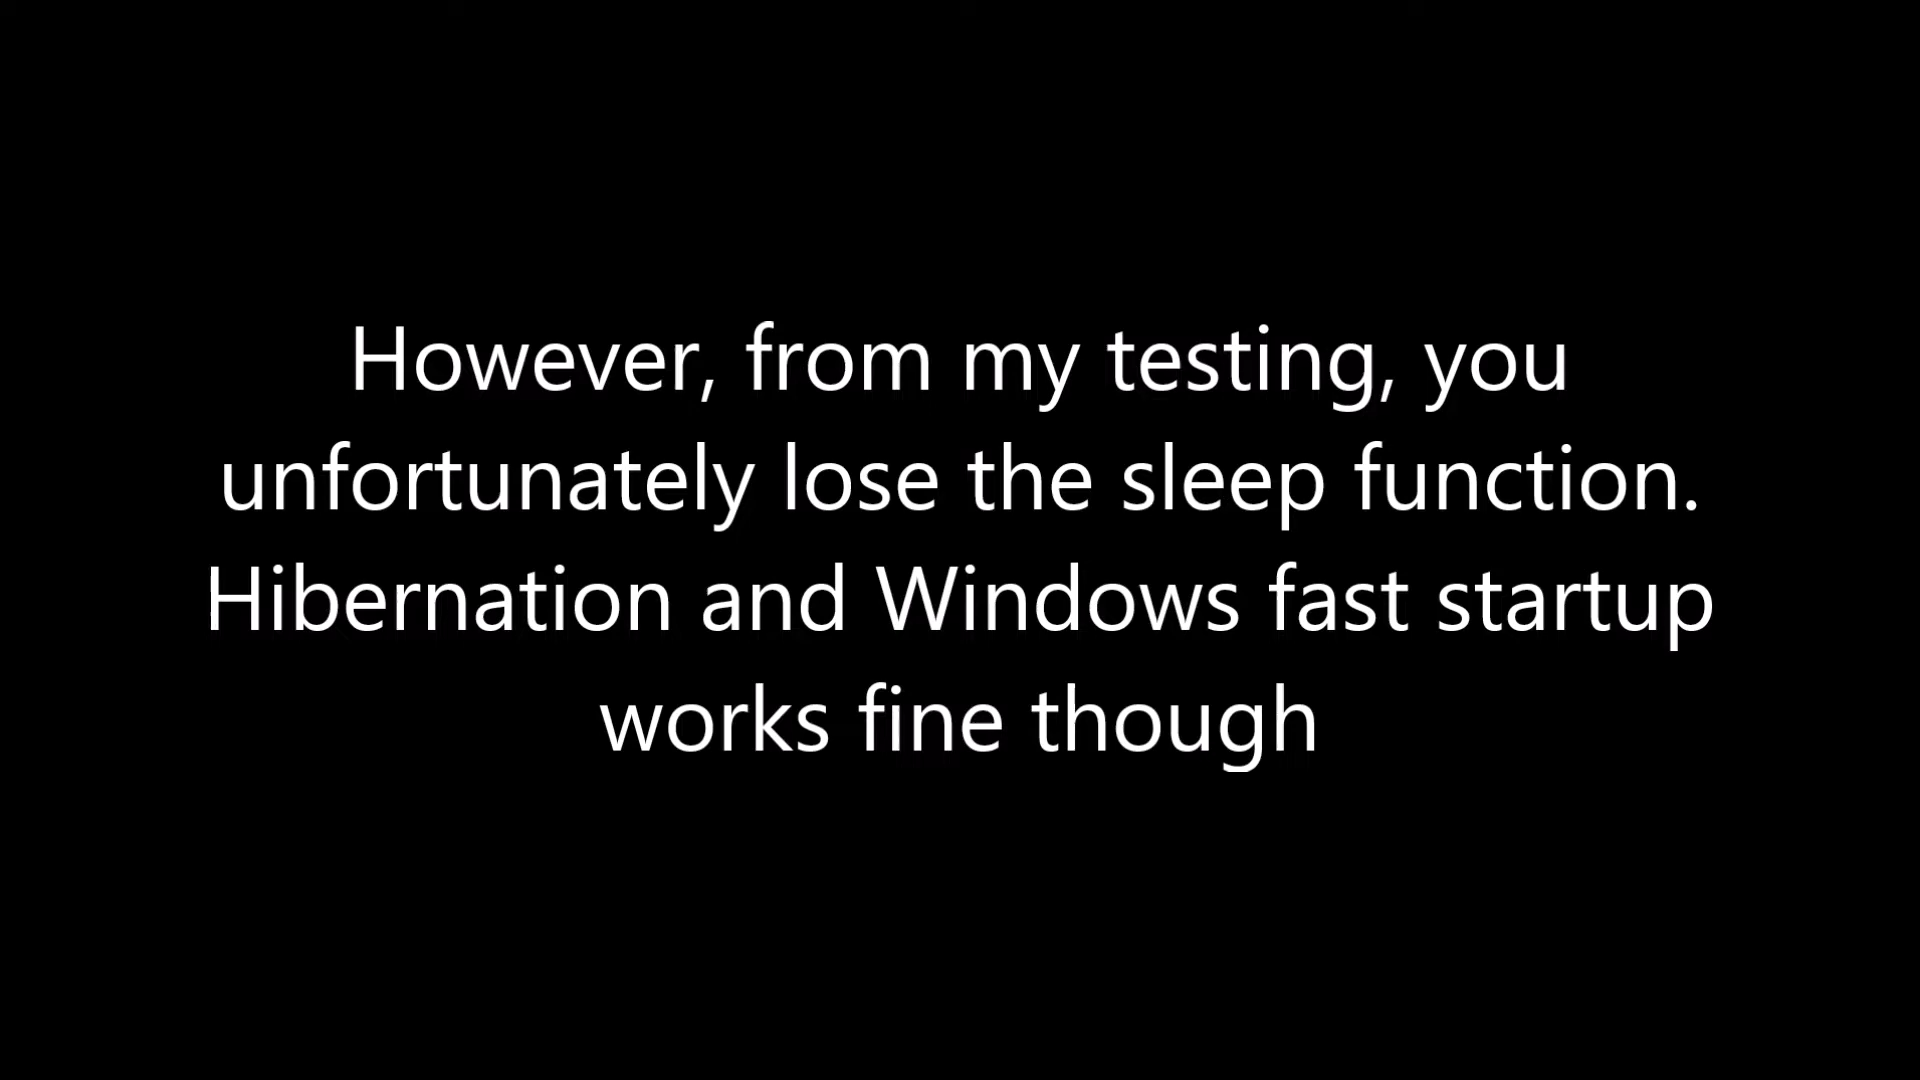 However, from my testing, you
unfortunately lose the sleep function.
Hibernation and Windows fast startup
works fine though